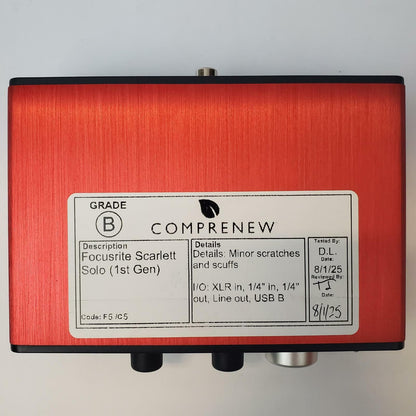 GRADE
B
COMPRENEW
Description
Focusrite Scarlett
Solo (1st Gen)
Code: F5 /C5
Details
Details: Minor scratches
and scuffs
I/O: XLR in, 1/4" in, 1/4"
out, Line out, USB B
Tested By:
D.L.
Date:
8/1/25
Reviewed By:
TJ
Date:
8/1/25